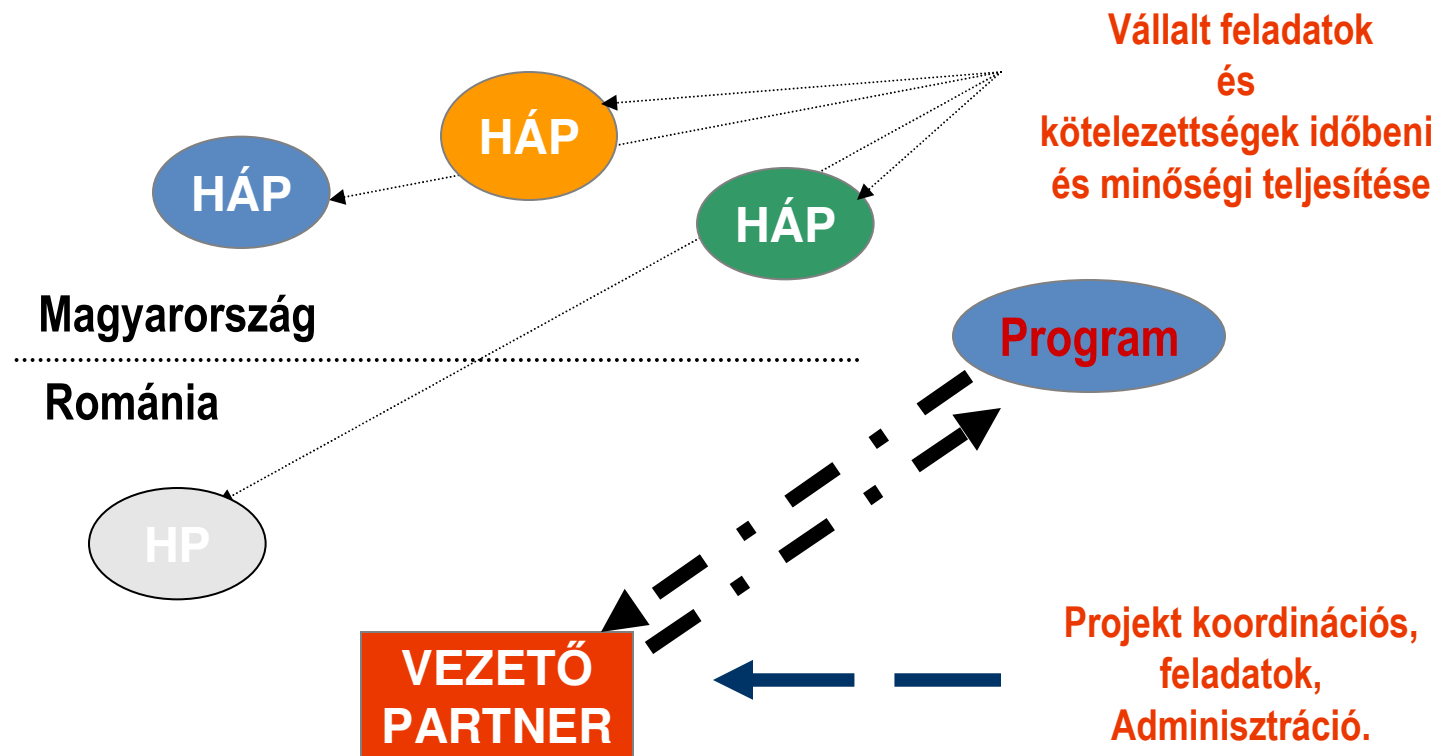 Vállalt feladatok
és
kötelezettségek időbeni
és minőségi teljesítése
HÁP
HÁP
HÁP
Magyarország
Program
Románia
HP
VEZETŐ
PARTNER
Projekt koordinációs,
feladatok,
Adminisztráció.